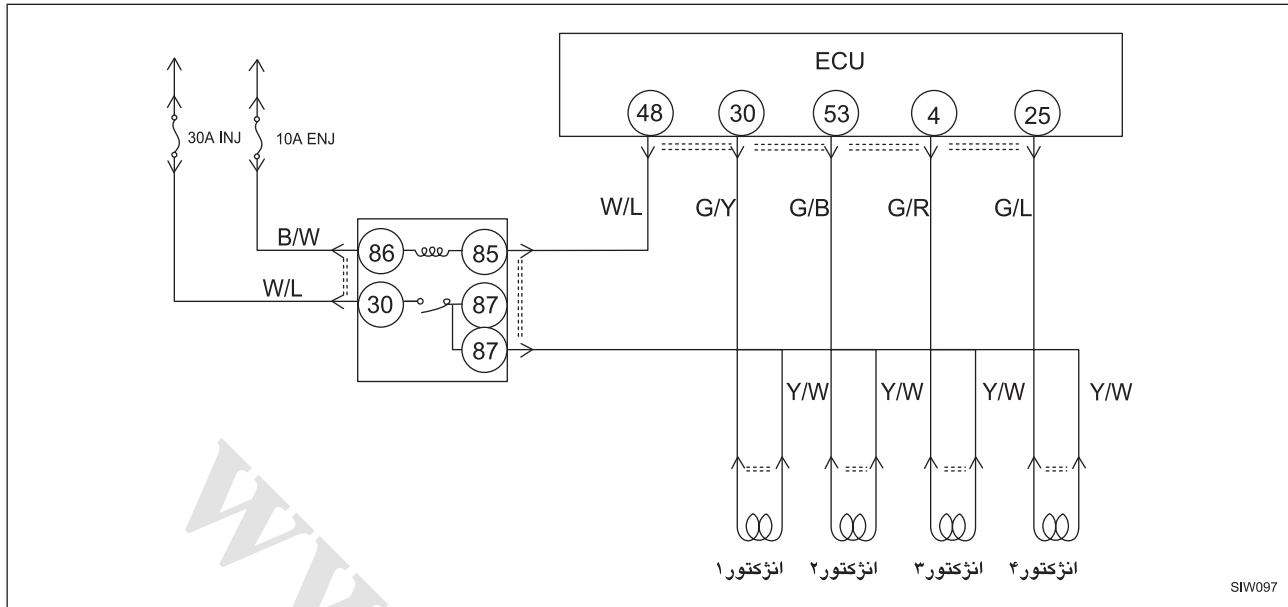 ECU
48 30 53 4 25
30A INJ 10A ENJ
W/L G/Y G/B G/R G/L
B/W
86 85
W/L
30 87
87
Y/W Y/W Y/W Y/W
انژکتور۱ انژکتور۲ انژکتور۳ انژکتور۴
SIW097